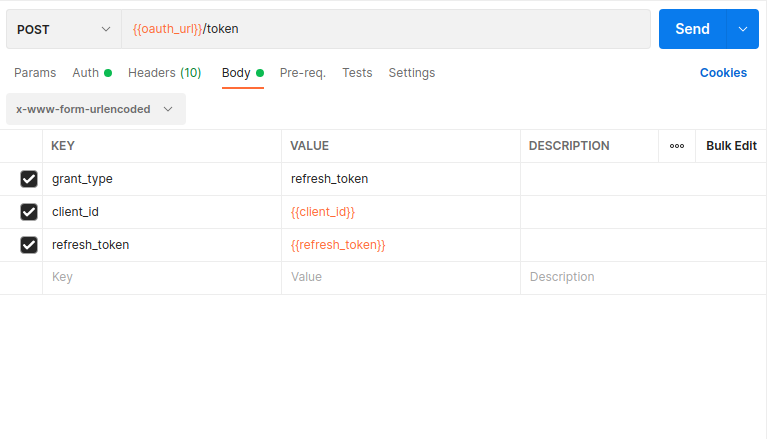 POST {{oauth_url}}/token Send
Params Auth Headers (10) Body Pre-req. Tests Settings Cookies
x-www-form-urlencoded
KEY VALUE DESCRIPTION ooo Bulk Edit
grant_type refresh_token
client_id {{client_id}}
refresh_token {{refresh_token}}
Key Value Description